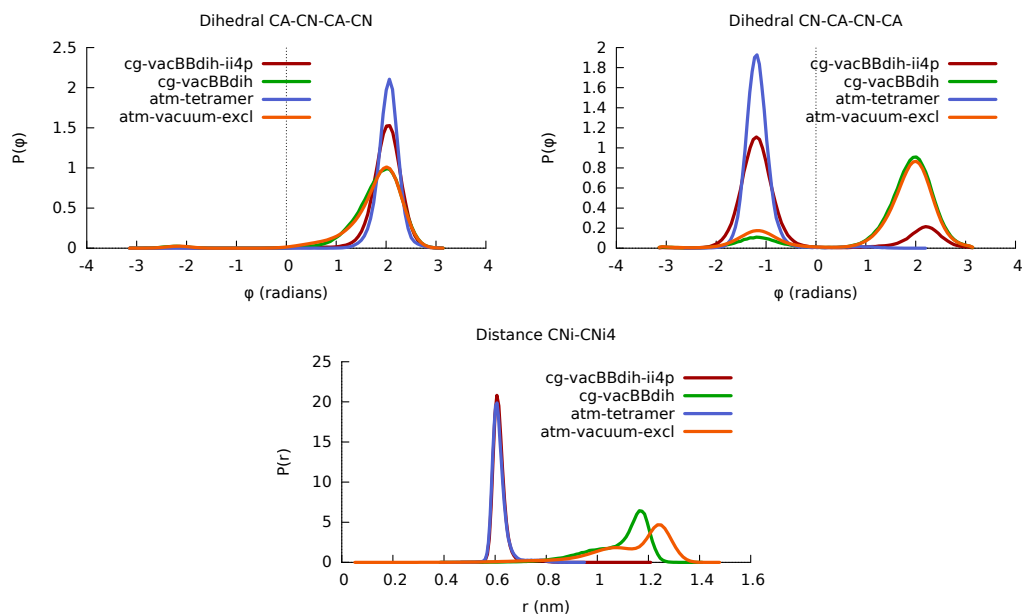 Dihedral CA-CN-CA-CN
cg-vacBBdih-ii4p
cg-vacBBdih
atm-tetramer
atm-vacuum-excl
P(φ)
2.5
2
1.5
1
0.5
0
-4 -3 -2 -1 0 1 2 3 4
φ (radians)
Dihedral CN-CA-CN-CA
cg-vacBBdih-ii4p
cg-vacBBdih
atm-tetramer
atm-vacuum-excl
P(φ)
2
1.8
1.6
1.4
1.2
1
0.8
0.6
0.4
0.2
0
-4 -3 -2 -1 0 1 2 3 4
φ (radians)
Distance CNi-CNi4
cg-vacBBdih-ii4p
cg-vacBBdih
atm-tetramer
atm-vacuum-excl
P(r)
25
20
15
10
5
0
0 0.2 0.4 0.6 0.8 1 1.2 1.4 1.6
r (nm)